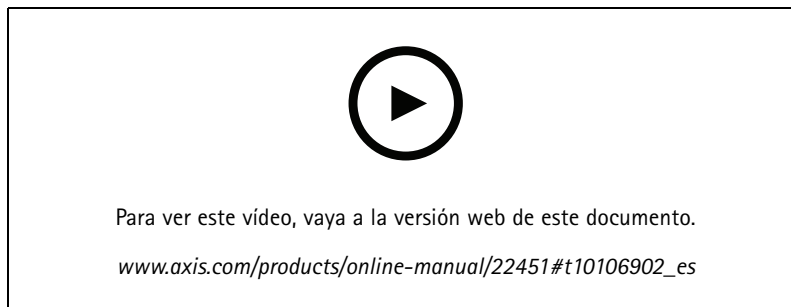 Para ver este vídeo, vaya a la versión web de este documento.
www.axis.com/products/online-manual/22451#t10106902_es